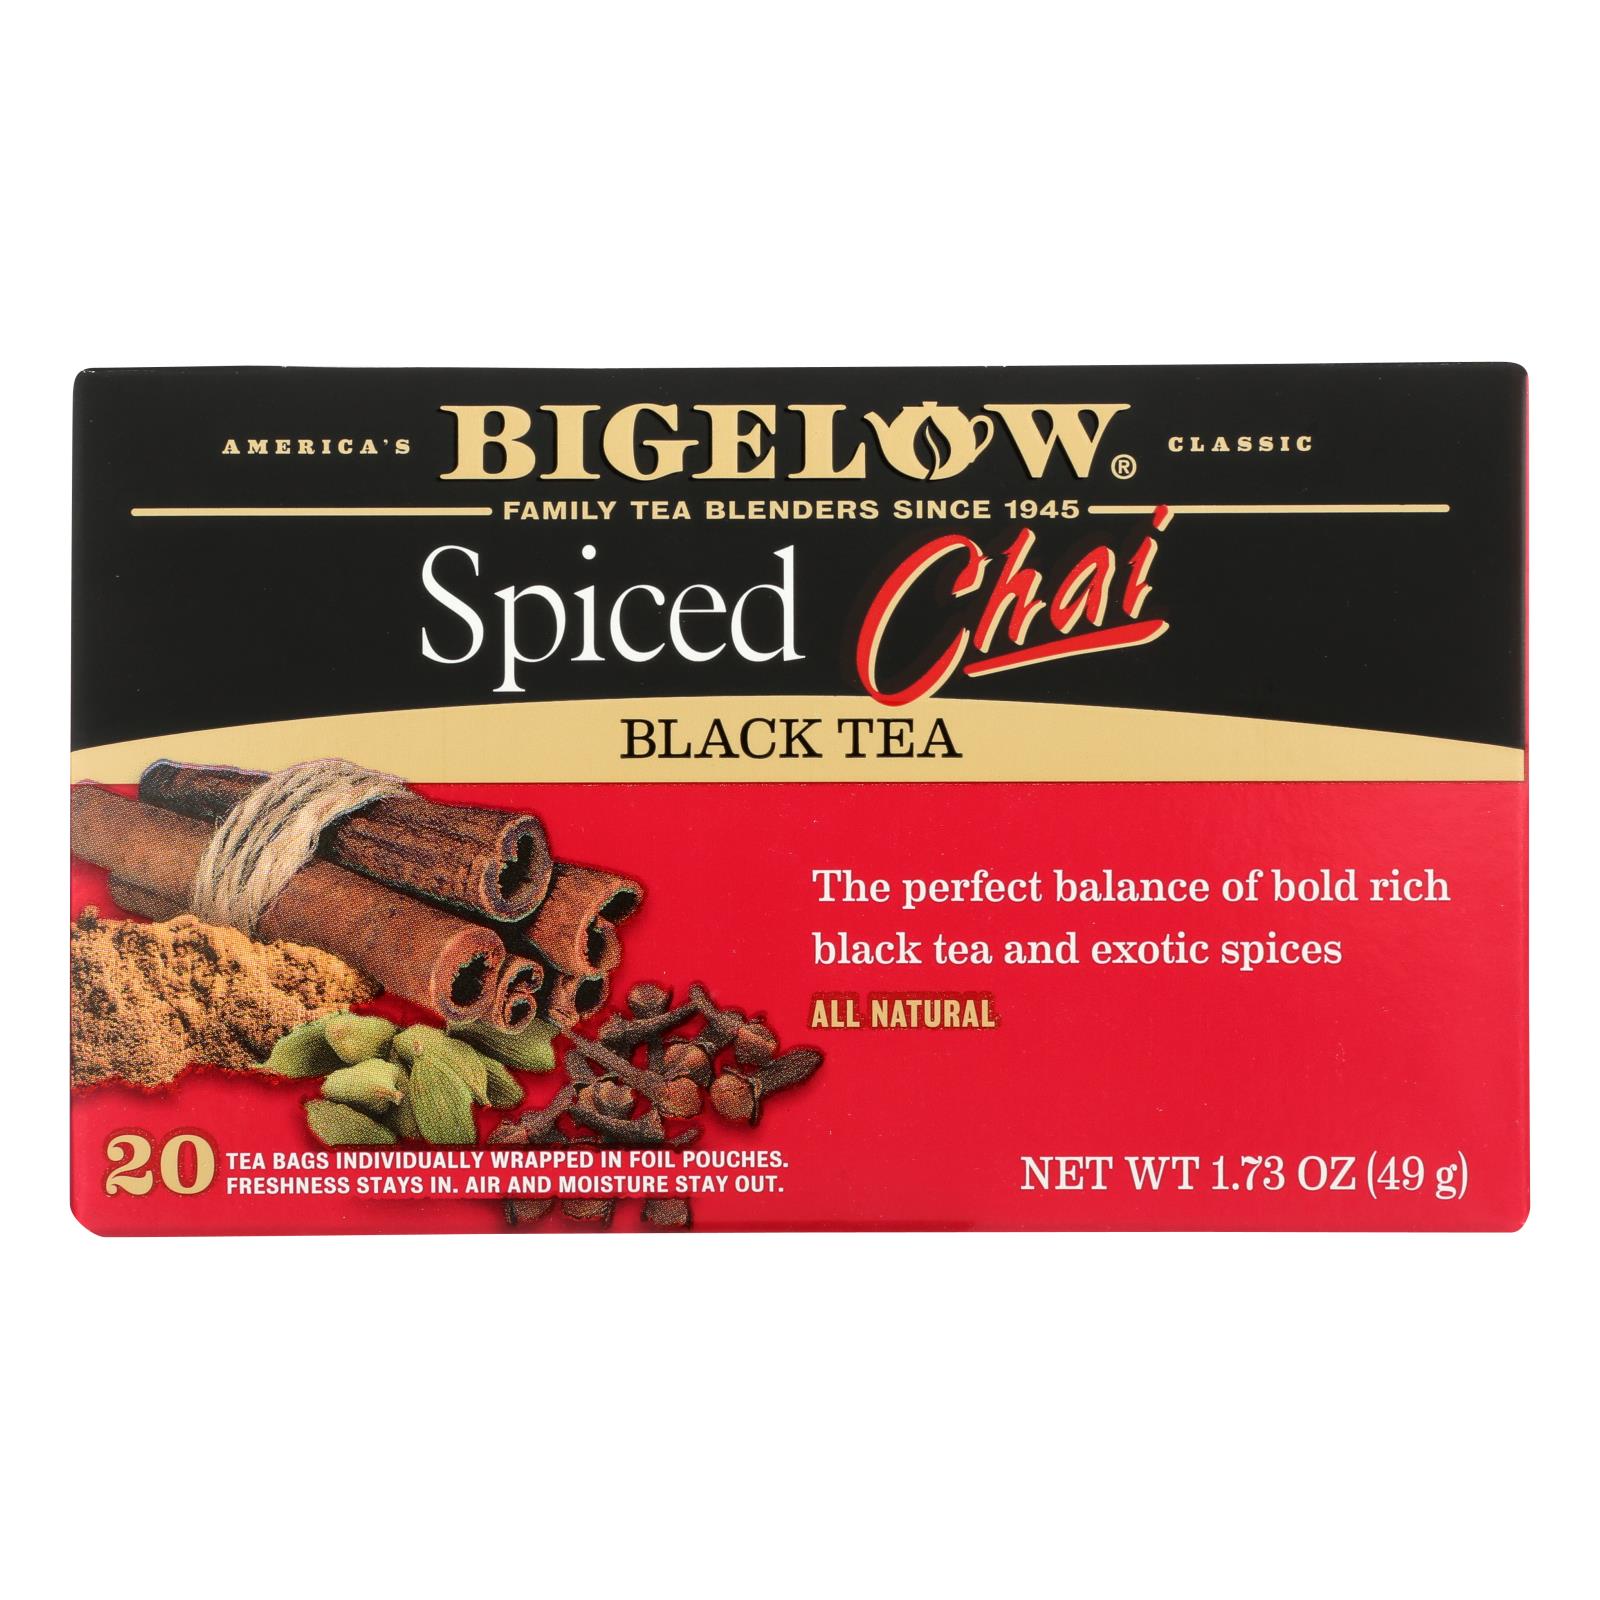 AMERICA'S BIGELOW® CLASSIC
FAMILY TEA BLENDERS SINCE 1945
Spiced Chai
BLACK TEA
The perfect balance of bold rich
black tea and exotic spices
ALL NATURAL
20 TEA BAGS INDIVIDUALLY WRAPPED IN FOIL POUCHES.
FRESHNESS STAYS IN. AIR AND MOISTURE STAY OUT.
NET WT 1.73 OZ (49 g)